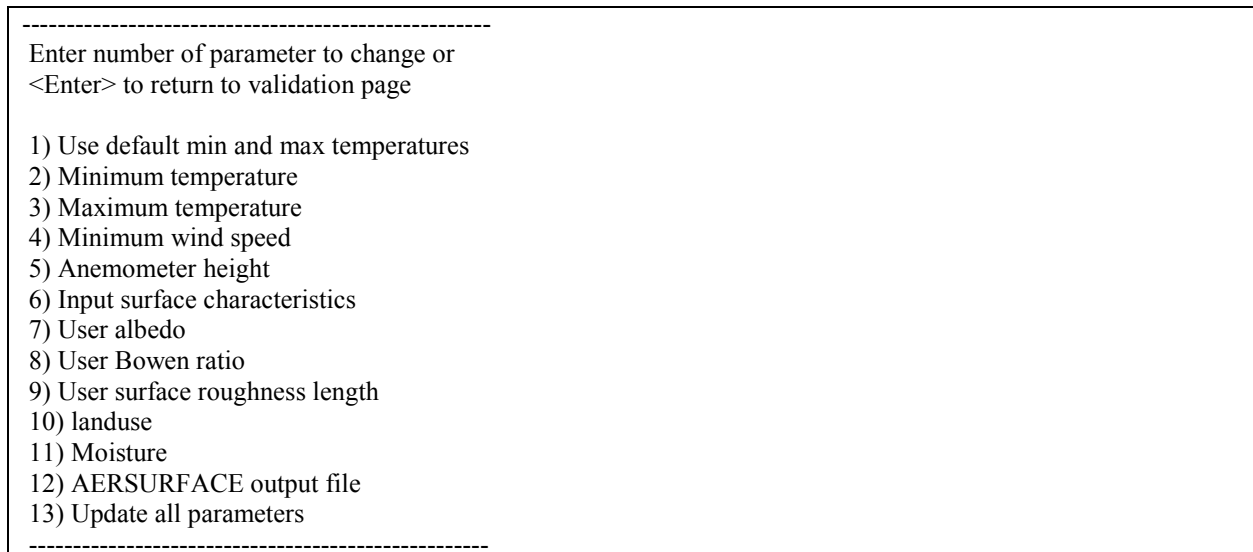 -----------------------------------------------------
Enter number of parameter to change or
<Enter> to return to validation page
1) Use default min and max temperatures
2) Minimum temperature
3) Maximum temperature
4) Minimum wind speed
5) Anemometer height
6) Input surface characteristics
7) User albedo
8) User Bowen ratio
9) User surface roughness length
10) landuse
11) Moisture
12) AERSURFACE output file
13) Update all parameters
-----------------------------------------------------